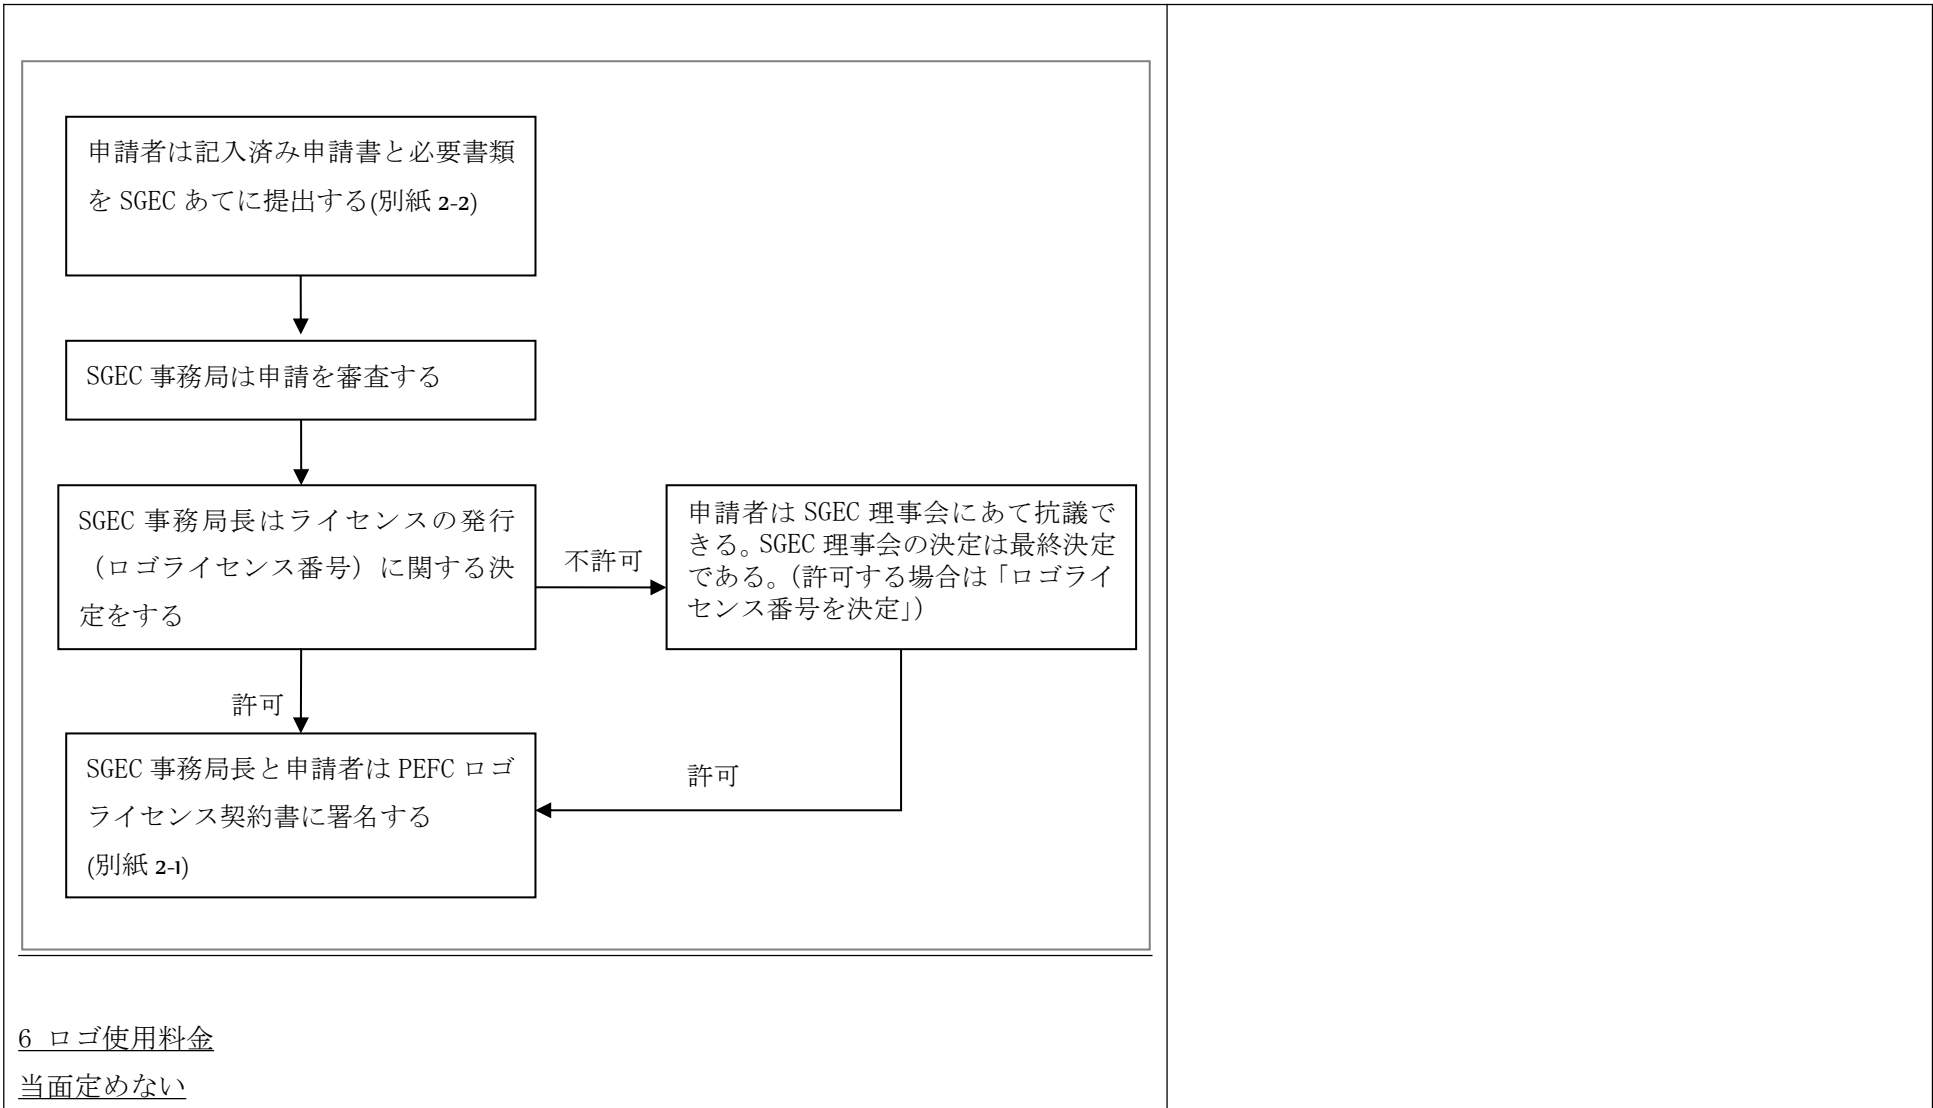 申請者は記入済み申請書と必要書類
を SGEC あてに提出する(別紙 2-2)
SGEC 事務局は申請を審査する
SGEC 事務局長はライセンスの発行
（ロゴライセンス番号）に関する決
定をする
不許可
申請者は SGEC 理事会にあて抗議で
きる。SGEC 理事会の決定は最終決定
である。（許可する場合は「ロゴライ
センス番号を決定」）
許可
SGEC 事務局長と申請者は PEFC ロゴ
ライセンス契約書に署名する
(別紙 2-1)
許可
6 ロゴ使用料金
当面定めない